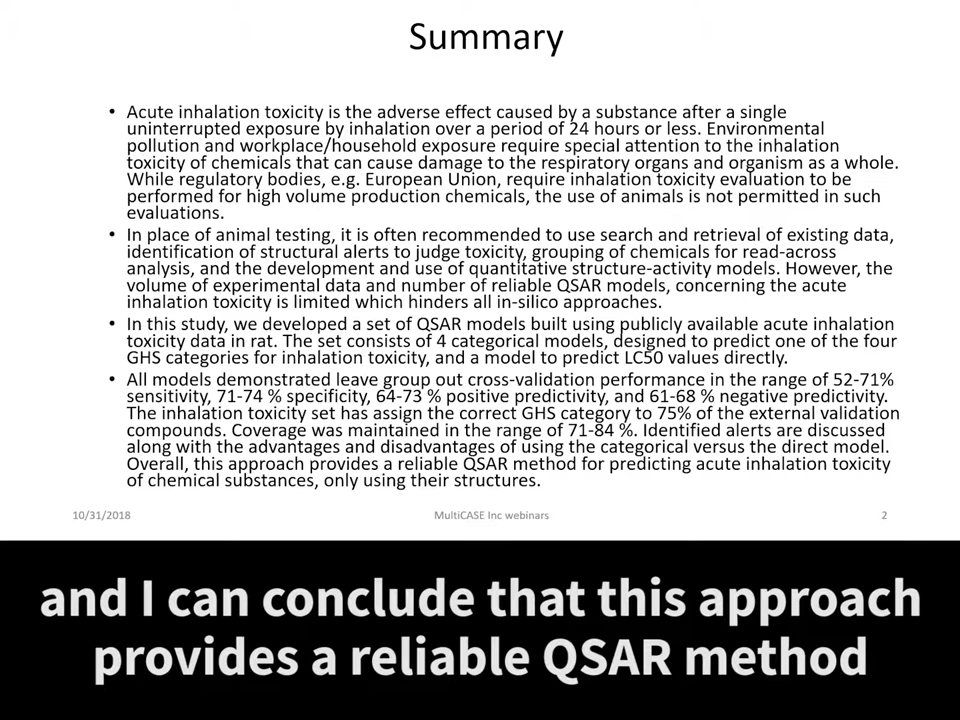 Summary
• Acute inhalation toxicity is the adverse effect caused by a substance after a single
uninterrupted exposure by inhalation over a period of 24 hours or less. Environmental
pollution and workplace/household exposure require special attention to the inhalation
toxicity of chemicals that can cause damage to the respiratory organs and organism as a whole.
While regulatory bodies, e.g. European Union, require inhalation toxicity evaluation to be
performed for high volume production chemicals, the use of animals is not permitted in such
evaluations.
• In place of animal testing, it is often recommended to use search and retrieval of existing data,
identification of structural alerts to judge toxicity, grouping of chemicals for read-across
analysis, and the development and use of quantitative structure-activity models. However, the
volume of experimental data and number of reliable QSAR models, concerning the acute
inhalation toxicity is limited which hinders all in-silico approaches.
• In this study, we developed a set of QSAR models built using publicly available acute inhalation
toxicity data in rat. The set consists of 4 categorical models, designed to predict one of the four
GHS categories for inhalation toxicity, and a model to predict LC50 values directly.
• All models demonstrated leave group out cross-validation performance in the range of 52-71%
sensitivity, 71-74 % specificity, 64-73 % positive predictivity, and 61-68 % negative predictivity.
The inhalation toxicity set has assign the correct GHS category to 75% of the external validation
compounds. Coverage was maintained in the range of 71-84 %. Identified alerts are discussed
along with the advantages and disadvantages of using the categorical versus the direct model.
Overall, this approach provides a reliable QSAR method for predicting acute inhalation toxicity
of chemical substances, only using their structures.
10/31/2018 MultiCASE Inc webinars 2
and I can conclude that this approach
provides a reliable QSAR method